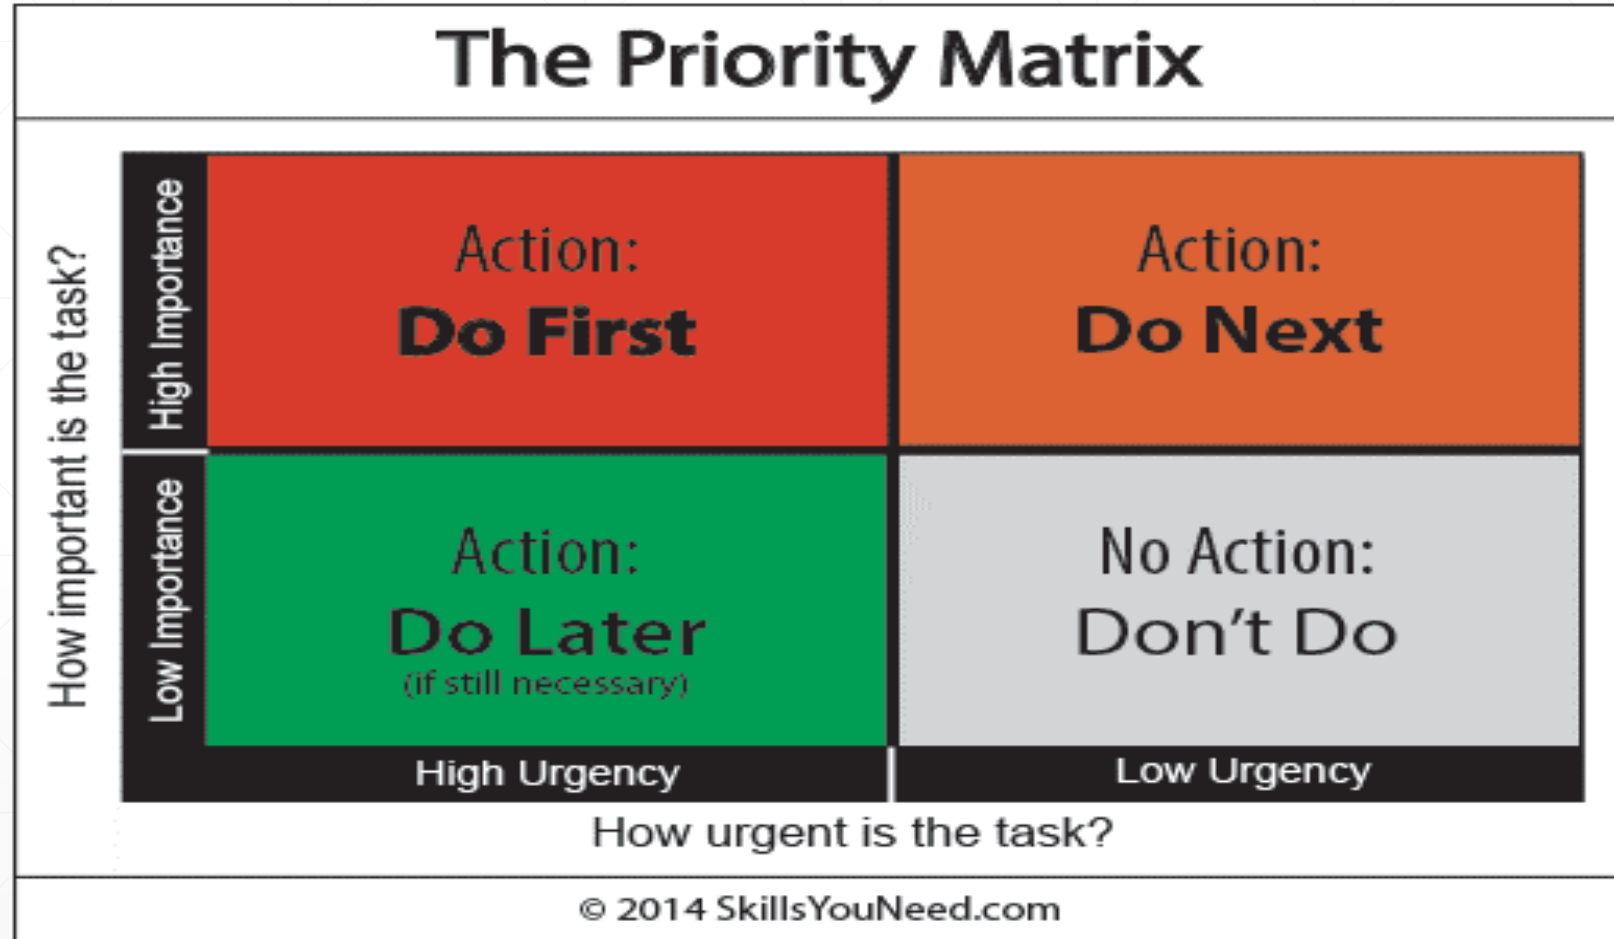 The Priority Matrix
How important is the task?
High Importance
Action:
Do First
Action:
Do Next
Low Importance
Action:
Do Later
(if still necessary)
No Action:
Don't Do
High Urgency
Low Urgency
How urgent is the task?
© 2014 SkillsYouNeed.com